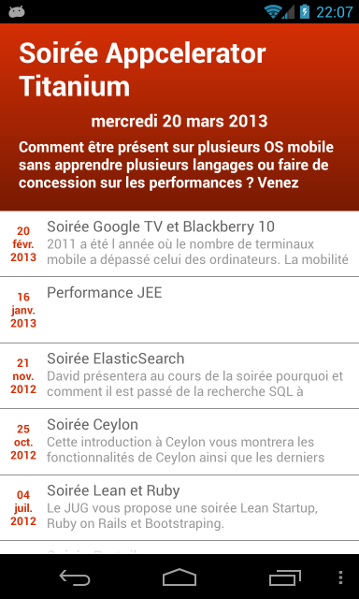 22:07
Soirée Appcelerator
Titanium
mercredi 20 mars 2013
Comment être présent sur plusieurs OS mobile
sans apprendre plusieurs langages ou faire de
concession sur les performances ? Venez
20
févr.
2013
Soirée Google TV et Blackberry 10
2011 a été l année où le nombre de terminaux
mobile a dépassé celui des ordinateurs. La mobilité
16
janv.
2013
Performance JEE
21
nov.
2012
Soirée ElasticSearch
David présentera au cours de la soirée pourquoi et
comment il est passé de la recherche SQL à
25
oct.
2012
Soirée Ceylon
Cette introduction à Ceylon vous montrera les
fonctionnalités de Ceylon ainsi que les derniers
04
juil.
2012
Soirée Lean et Ruby
Le JUG vous propose une soirée Lean Startup,
Ruby on Rails et Bootstraping.